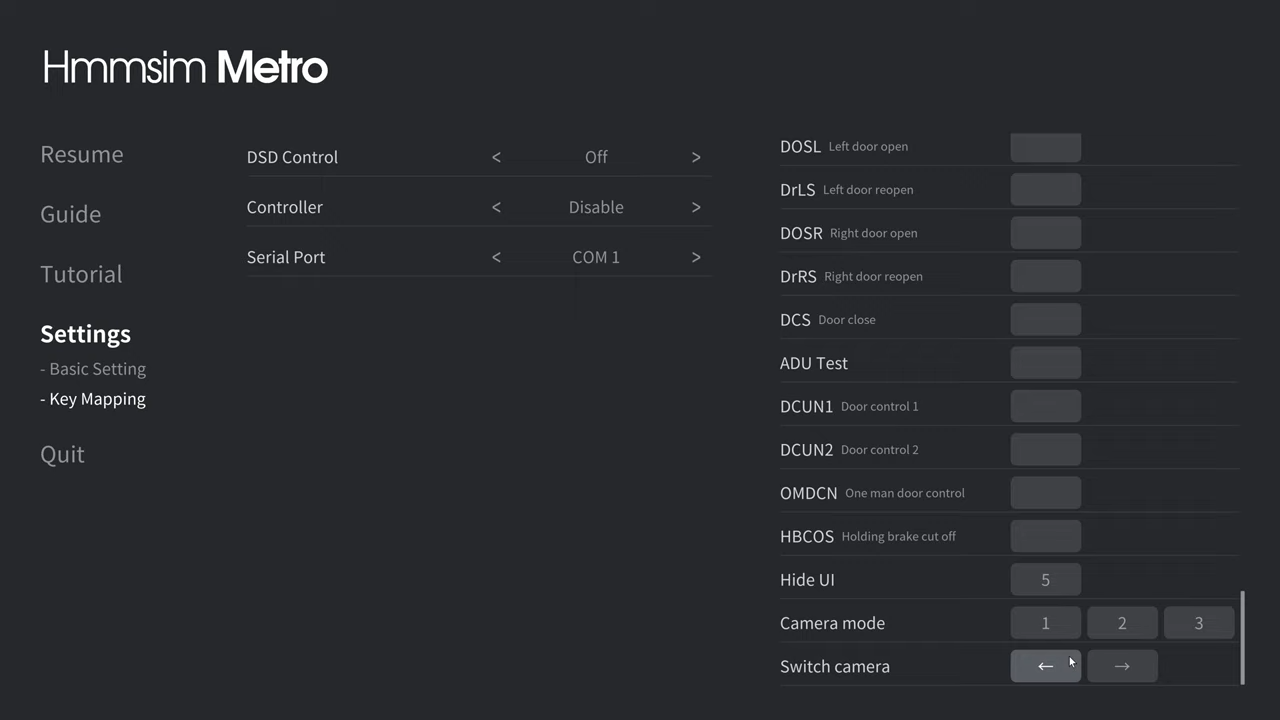 Hmmsim Metro
Resume
Guide
Tutorial
Settings
- Basic Setting
- Key Mapping
Quit
DSD Control < Off >
Controller < Disable >
Serial Port < COM 1 >
DOSL Left door open
DrLS Left door reopen
DOSR Right door open
DrRS Right door reopen
DCS Door close
ADU Test
DCUN1 Door control 1
DCUN2 Door control 2
OMDCN One man door control
HBCOS Holding brake cut off
Hide UI 5
Camera mode 1 2 3
Switch camera ← →